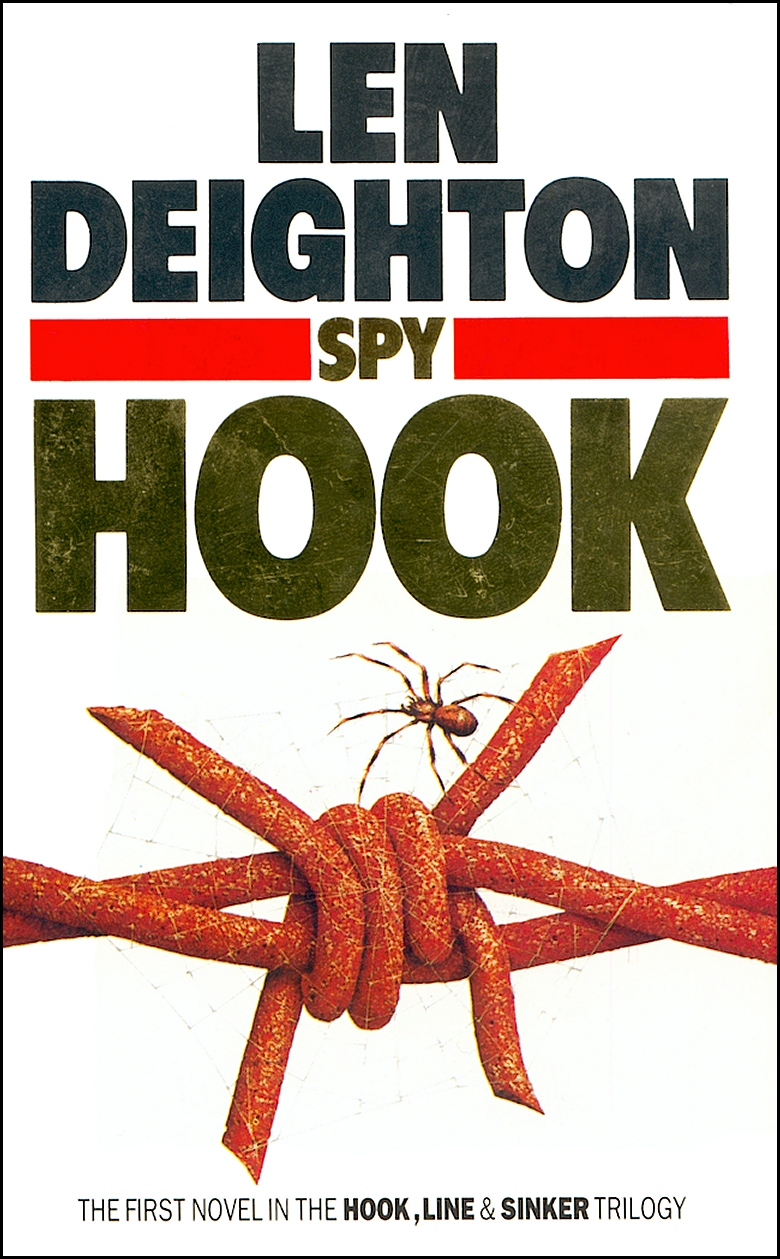 LEN
DEIGHTON
SPY
HOOK
THE FIRST NOVEL IN THE HOOK, LINE & SINKER TRILOGY